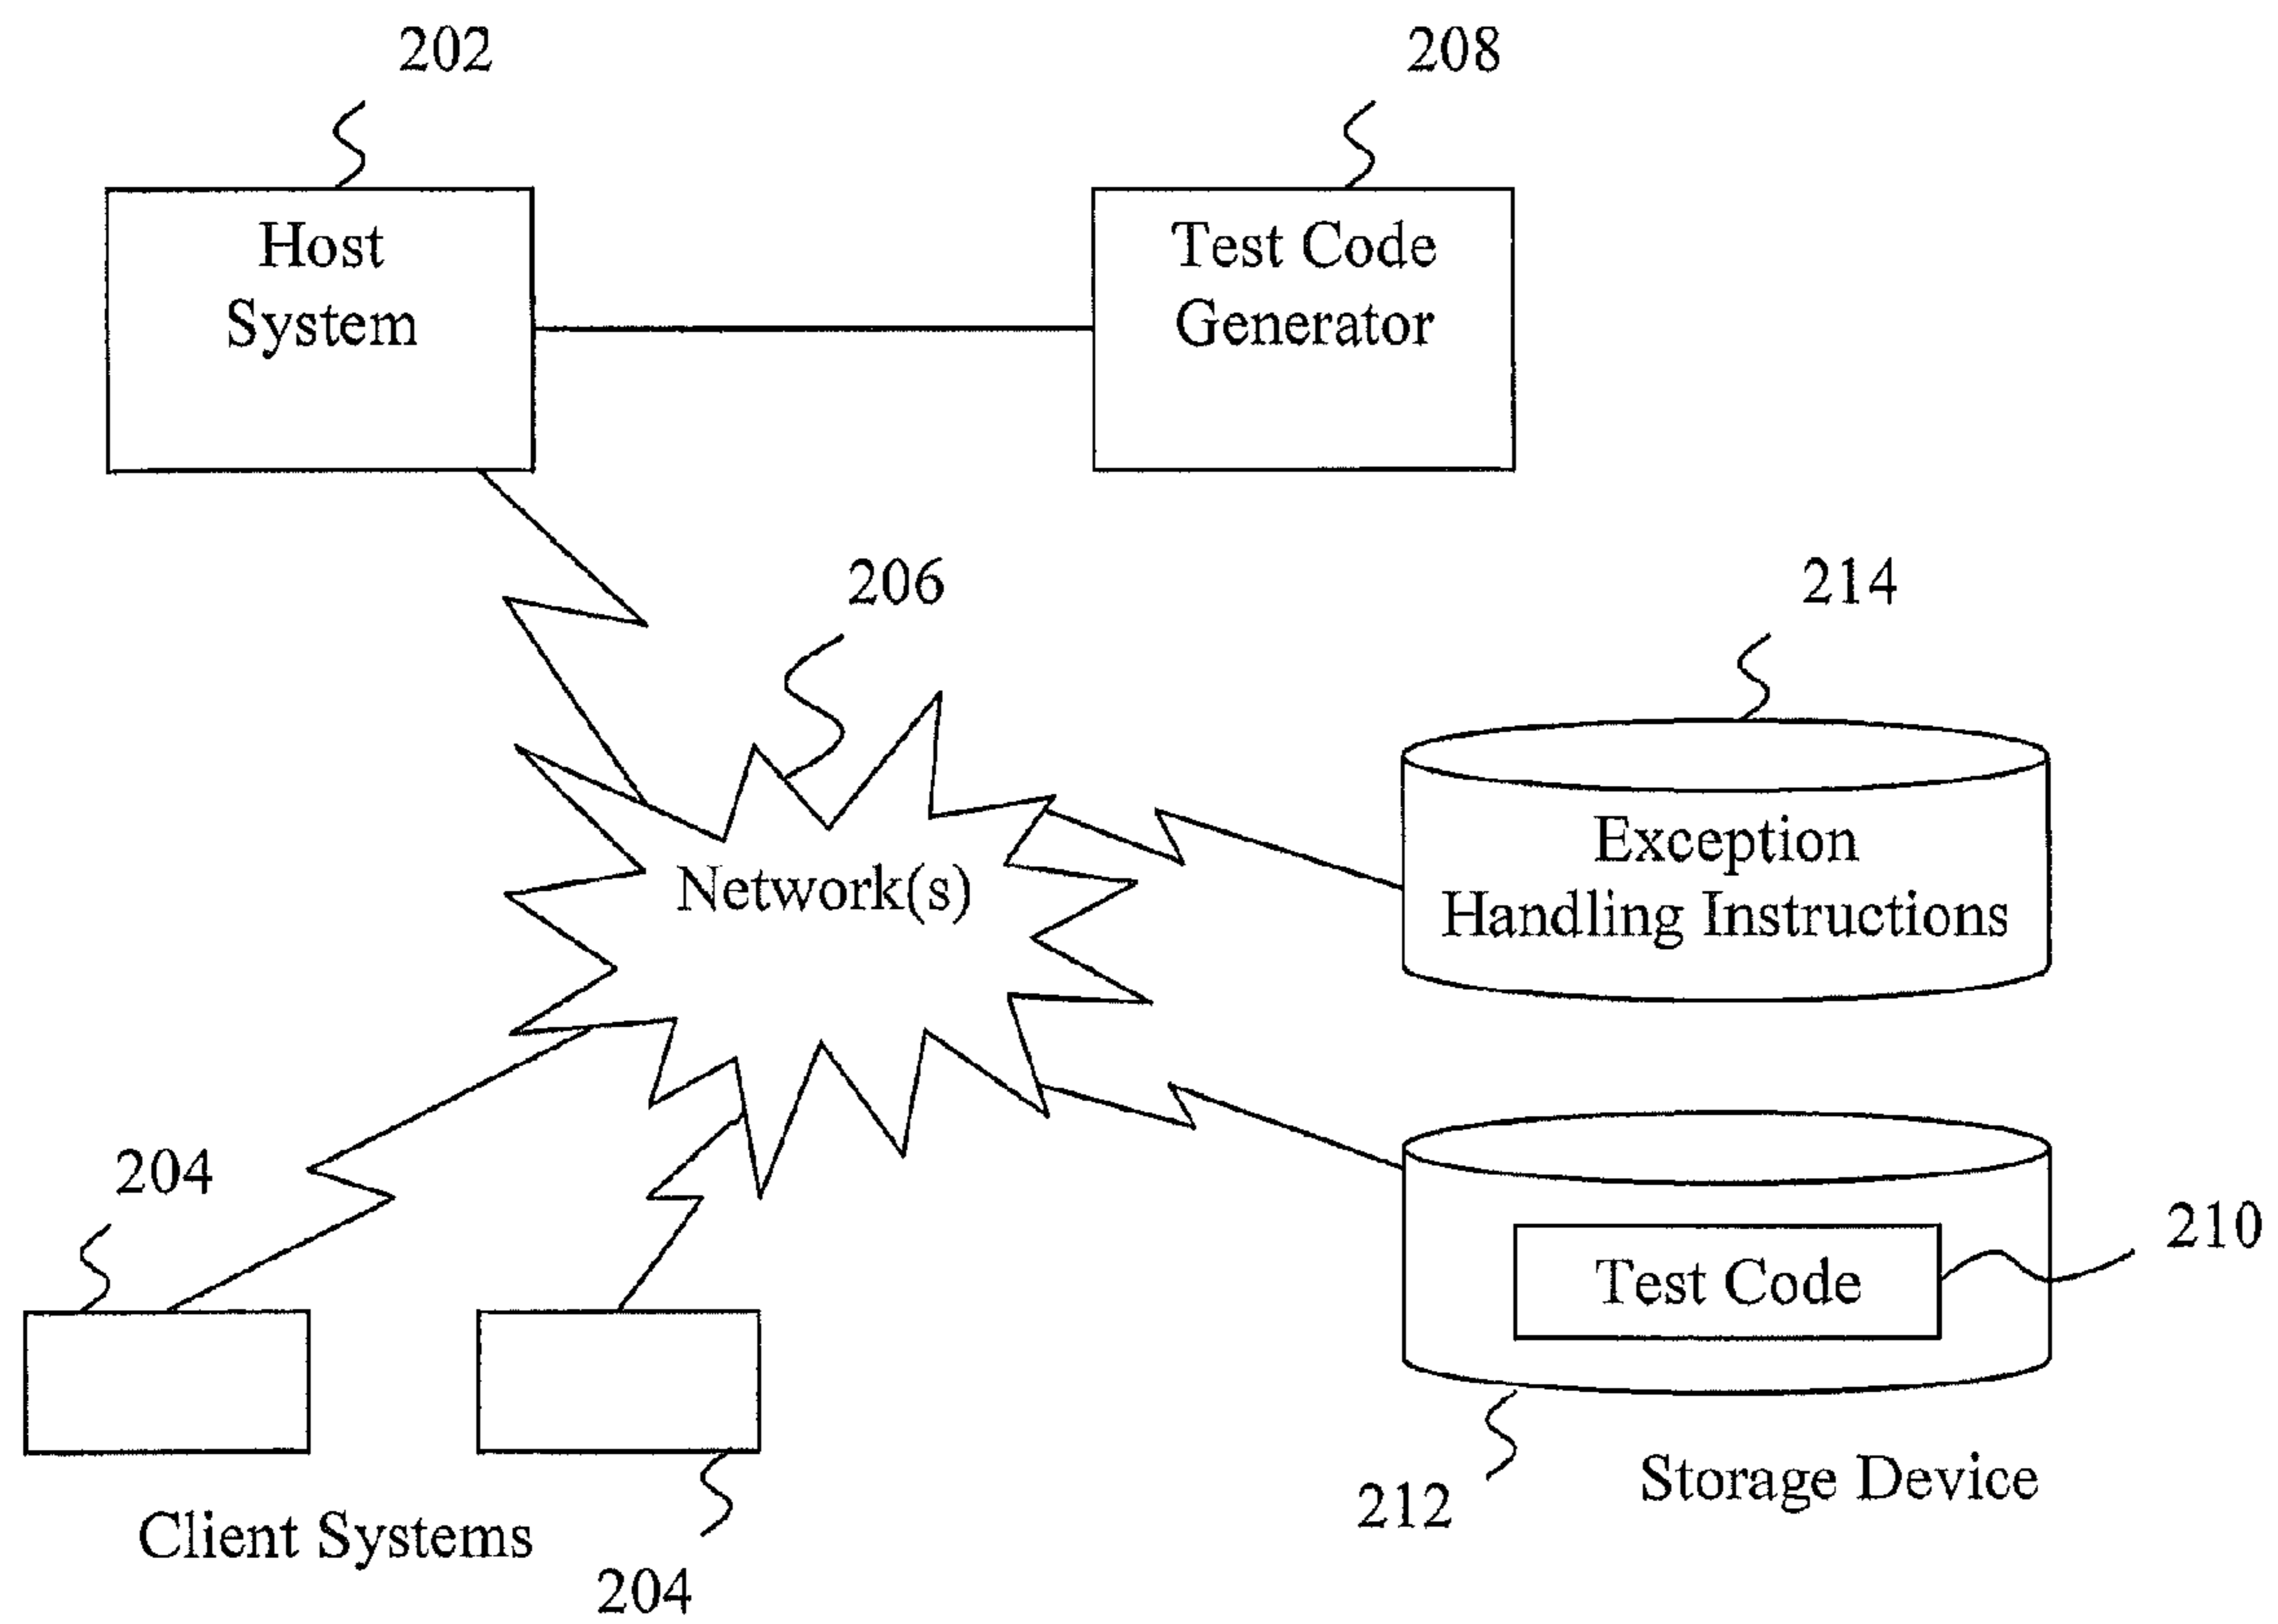 202
208
Host
System
Test Code
Generator
206
214
Network(s)
Exception
Handling Instructions
204
210
Test Code
Storage Device
212
Client Systems
204